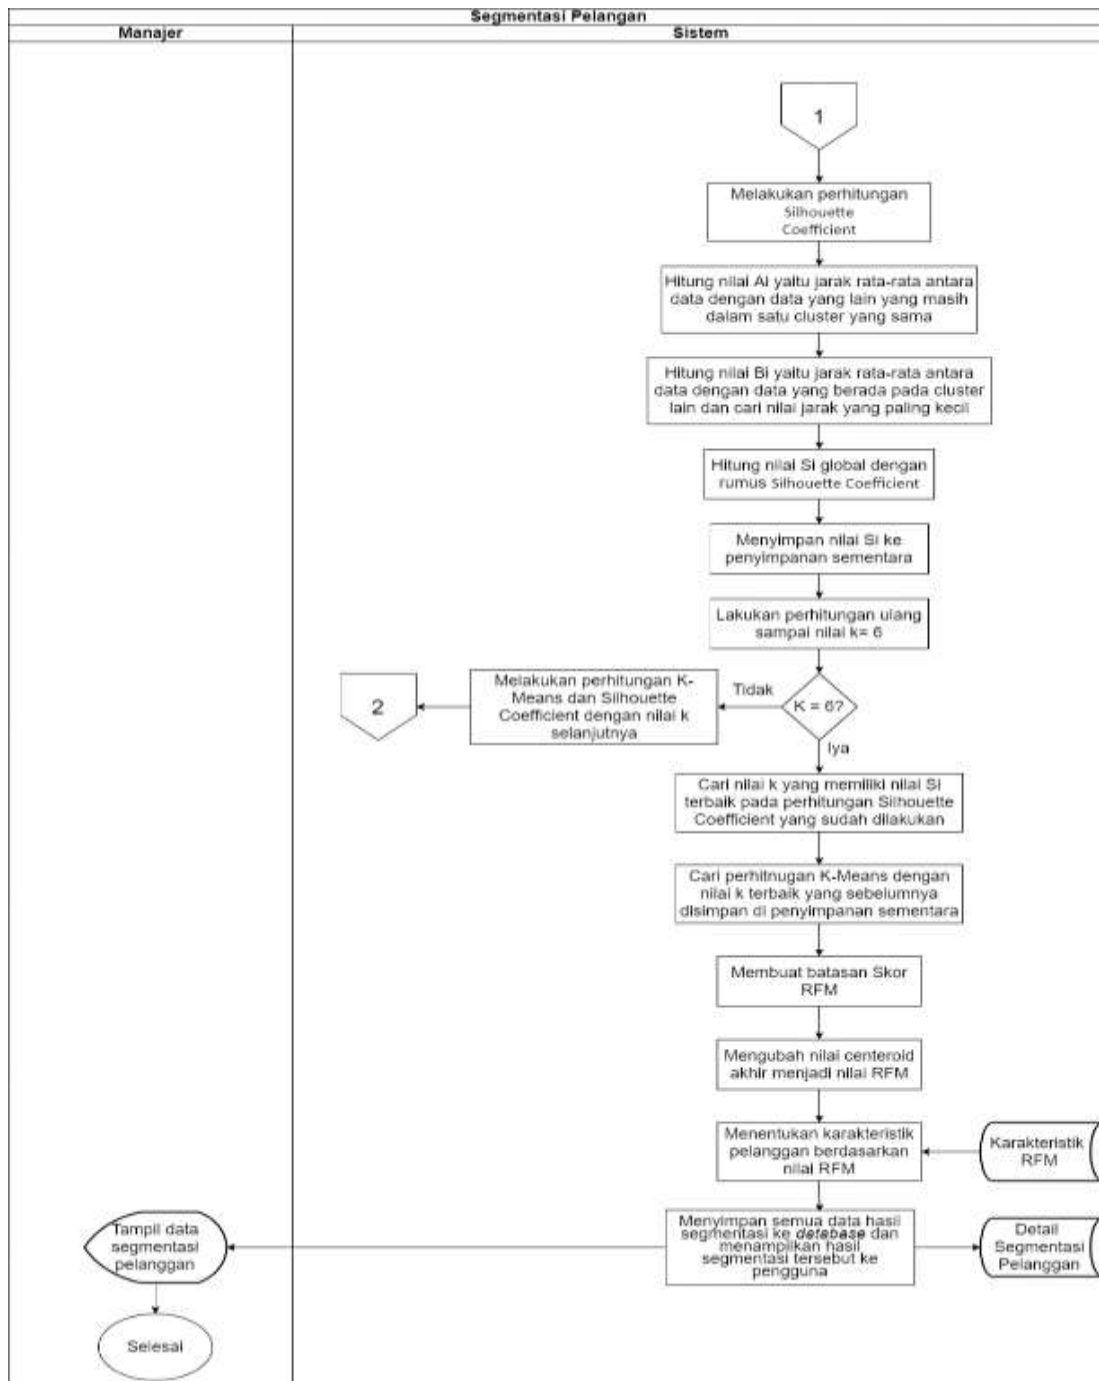 Segmentasi Pelangan
Manajer
Sistem
1
Melakukan perhitungan
Silhouette
Coefficient
Hitung nilai Ai yaitu jarak rata-rata antara
data dengan data yang lain yang masih
dalam satu cluster yang sama
Hitung nilai Bi yaitu jarak rata-rata antara
data dengan data yang berada pada cluster
lain dan cari nilai jarak yang paling kecil
Hitung nilai Si global dengan
rumus Silhouette Coefficient
Menyimpan nilai Si ke
penyimpanan sementara
Lakukan perhitungan ulang
sampai nilai k= 6
K = 6?
Tidak
Melakukan perhitungan K-
Means dan Silhouette
Coefficient dengan nilai k
selanjutnya
2
Iya
Cari nilai k yang memiliki nilai Si
terbaik pada perhitungan Silhouette
Coefficient yang sudah dilakukan
Cari perhitnugan K-Means dengan
nilai k terbaik yang sebelumnya
disimpan di penyimpanan sementara
Membuat batasan Skor
RFM
Mengubah nilai centeroid
akhir menjadi nilai RFM
Menentukan karakteristik
pelanggan berdasarkan
nilai RFM
Karakteristik
RFM
Menyimpan semua data hasil
segmentasi ke database dan
menampilkan hasil
segmentasi tersebut ke
pengguna
Detail
Segmentasi
Pelanggan
Tampil data
segmentasi
pelanggan
Selesai